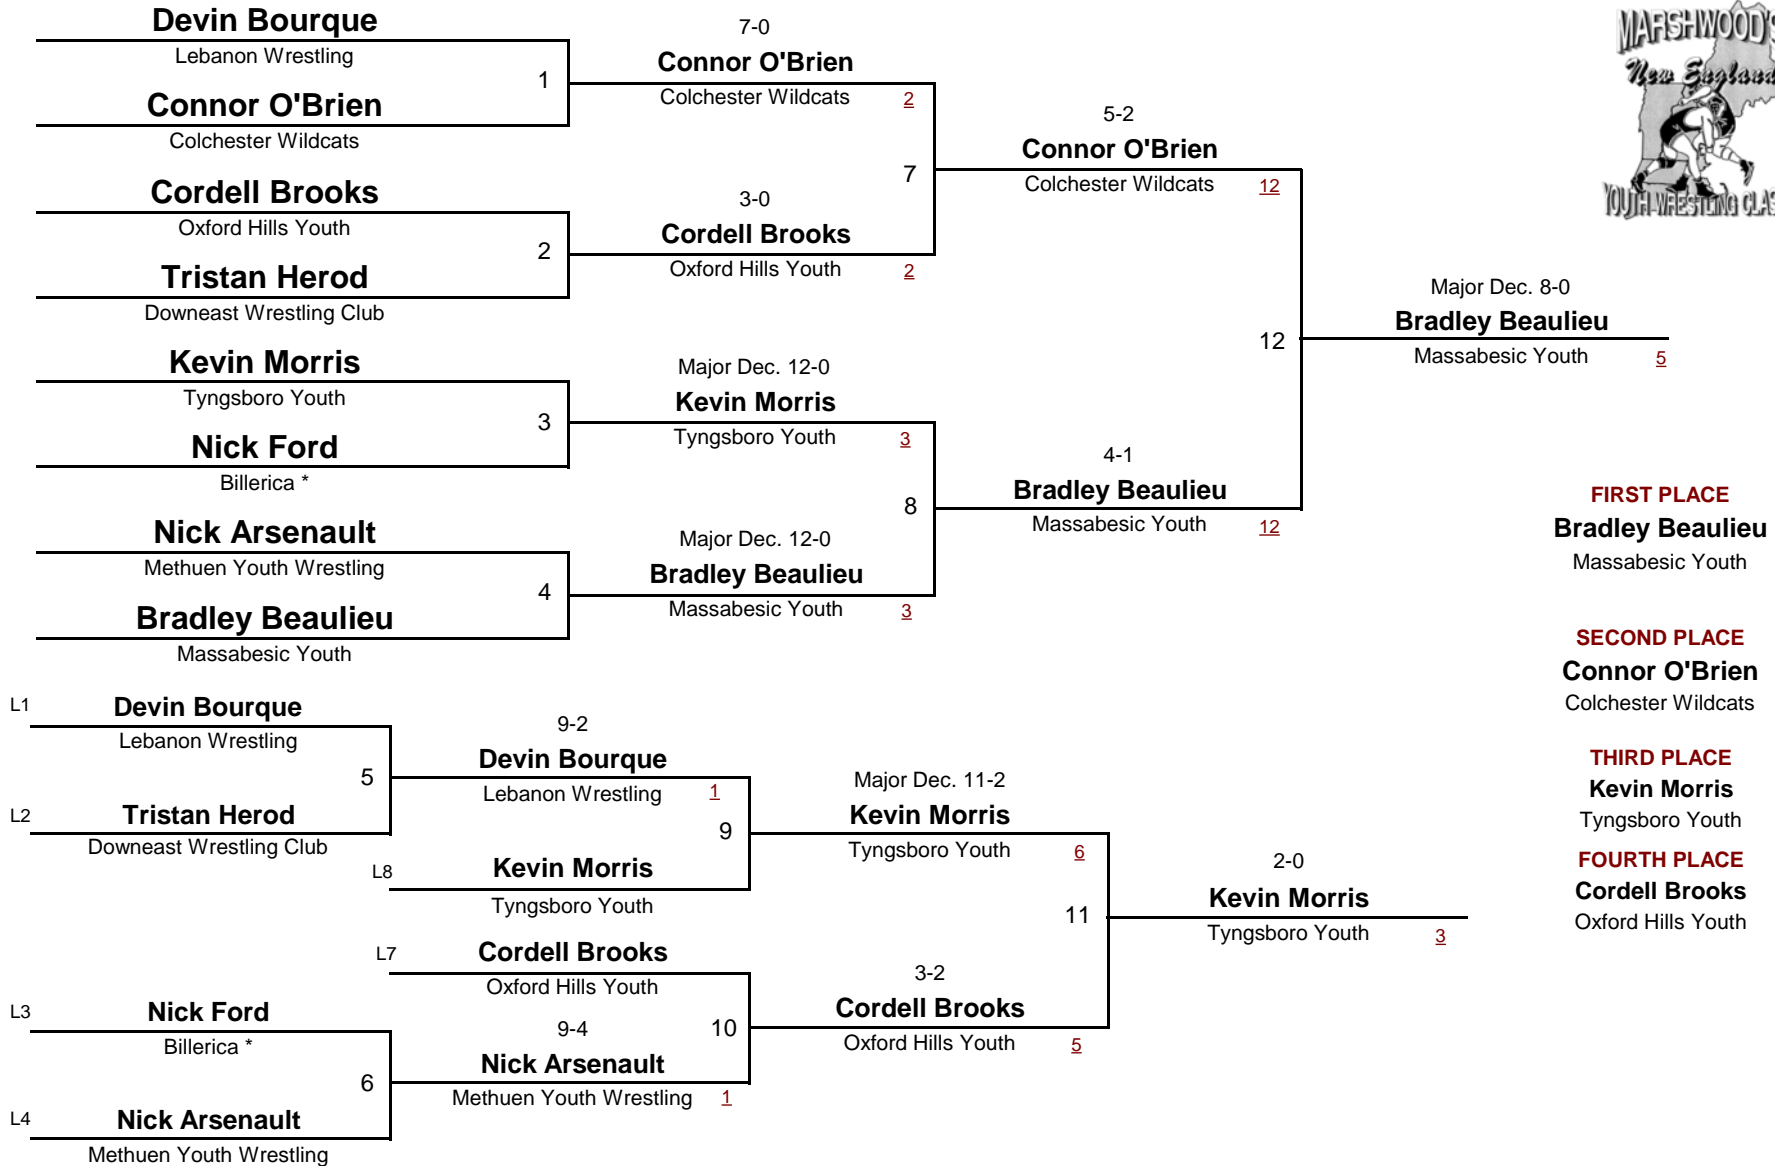 Devin Bourque
Lebanon Wrestling
1
Connor O'Brien
Colchester Wildcats
Cordell Brooks
Oxford Hills Youth
2
Tristan Herod
Downeast Wrestling Club
Kevin Morris
Tyngsboro Youth
3
Nick Ford
Billerica *
Nick Arsenault
Methuen Youth Wrestling
4
Bradley Beaulieu
Massabesic Youth
7-0
Connor O'Brien
Colchester Wildcats 2
7
3-0
Cordell Brooks
Oxford Hills Youth 2
Major Dec. 12-0
Kevin Morris
Tyngsboro Youth 3
8
Major Dec. 12-0
Bradley Beaulieu
Massabesic Youth 3
5-2
Connor O'Brien
Colchester Wildcats 12
12
4-1
Bradley Beaulieu
Massabesic Youth 12
Major Dec. 8-0
Bradley Beaulieu
Massabesic Youth 5
MARSHWOOD'S
New England
YOUTH WRESTLING
FIRST PLACE
Bradley Beaulieu
Massabesic Youth
SECOND PLACE
Connor O'Brien
Colchester Wildcats
THIRD PLACE
Kevin Morris
Tyngsboro Youth
FOURTH PLACE
Cordell Brooks
Oxford Hills Youth
L1 Devin Bourque
Lebanon Wrestling
5
L2 Tristan Herod
Downeast Wrestling Club
L3 Nick Ford
Billerica *
6
L4 Nick Arsenault
Methuen Youth Wrestling
9-2
Devin Bourque
Lebanon Wrestling 1
9
L8 Kevin Morris
Tyngsboro Youth
L7 Cordell Brooks
Oxford Hills Youth
10
9-4
Nick Arsenault
Methuen Youth Wrestling 1
Major Dec. 11-2
Kevin Morris
Tyngsboro Youth 6
11
3-2
Cordell Brooks
Oxford Hills Youth 5
2-0
Kevin Morris
Tyngsboro Youth 3